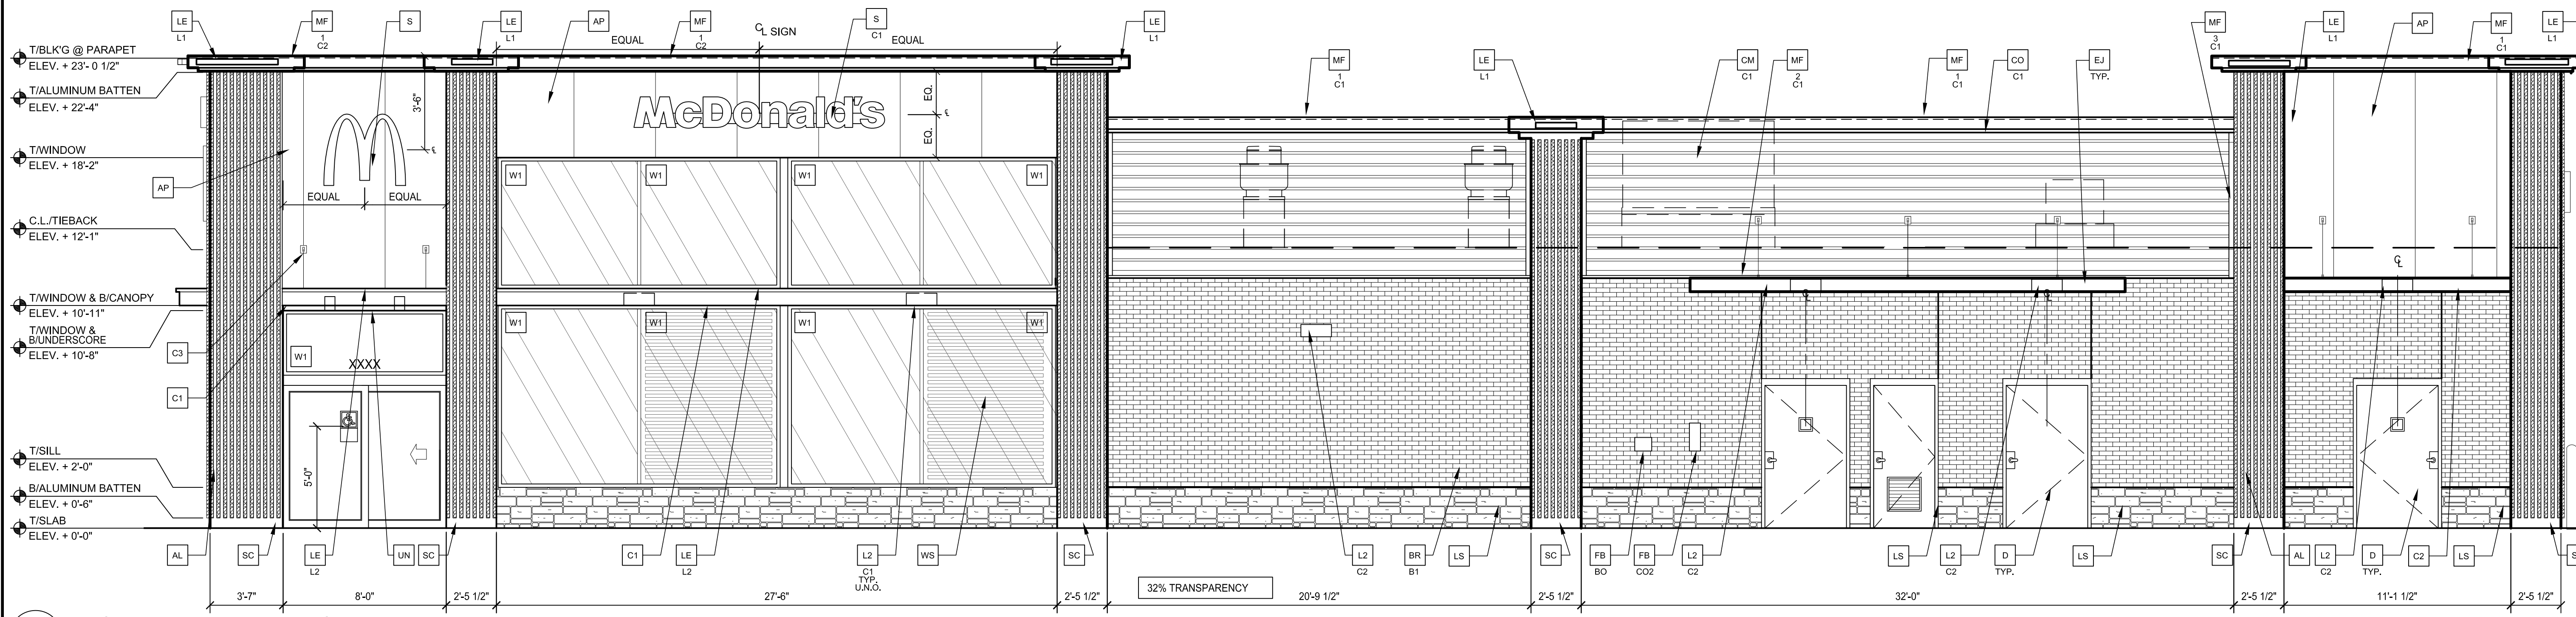 LE
L1
MF
1
C2
S
LE
L1
AP
MF
1
C2
C L SIGN
S
C1
LE
L1
MF
1
C1
LE
L1
CM
C1
MF
2
C1
MF
1
C1
CO
C1
EJ
TYP.
MF
3
C1
LE
L1
AP
MF
1
C1
LE
L1
EQUAL
EQUAL
T/BLK'G @ PARAPET
ELEV. + 23'- 0 1/2"
T/ALUMINUM BATTEN
ELEV. + 22'-4"
3'-6"
McDonald's
EQ.
EQ.
T/WINDOW
ELEV. + 18'-2"
AP
EQUAL
EQUAL
W1
W1
W1
W1
C.L./TIEBACK
ELEV. + 12'-1"
T/WINDOW & B/CANOPY
ELEV. + 10'-11"
T/WINDOW &
B/UNDERSCORE
ELEV. + 10'-8"
C3
C1
W1
XXXX
W1
W1
W1
W1
T/SILL
ELEV. + 2'-0"
5'-0"
B/ALUMINUM BATTEN
ELEV. + 0'-6"
T/SLAB
ELEV. + 0'-0"
AL
SC
LE
L2
UN
SC
C1
LE
L2
L2
C1
TYP.
U.N.O.
WS
SC
L2
C2
BR
B1
LS
SC
FB
BO
FB
CO2
L2
C2
LS
L2
C2
D
TYP.
LS
SC
AL
L2
C2
D
TYP.
C2
LS
32% TRANSPARENCY
3'-7"
8'-0"
2'-5 1/2"
27'-6"
2'-5 1/2"
20'-9 1/2"
2'-5 1/2"
32'-0"
2'-5 1/2"
11'-1 1/2"
2'-5 1/2"